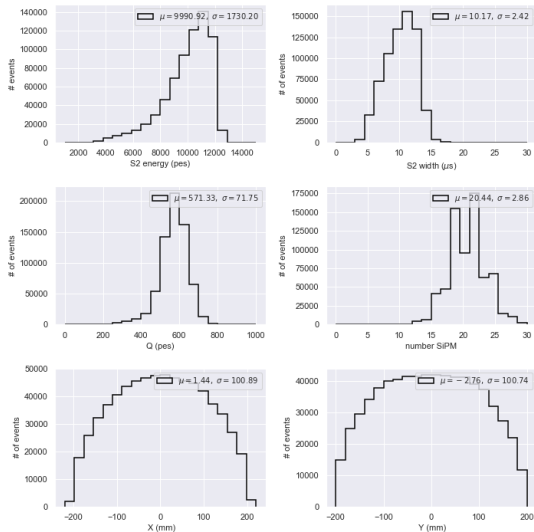 # of events
140000
120000
100000
80000
60000
40000
20000
0
μ = 9990.92, σ = 1730.20
2000 4000 6000 8000 10000 12000 14000
S2 energy (pes)
# of events
150000
125000
100000
75000
50000
25000
0
μ = 10.17, σ = 2.42
0 5 10 15 20 25 30
S2 width (μs)
# of events
200000
150000
100000
50000
0
μ = 571.33, σ = 71.75
0 200 400 600 800 1000
Q (pes)
# of events
175000
150000
125000
100000
75000
50000
25000
0
μ = 20.44, σ = 2.86
0 5 10 15 20 25 30
number SiPM
# of events
50000
40000
30000
20000
10000
0
μ = 1.44, σ = 100.89
−200 −100 0 100 200
X (mm)
# of events
40000
30000
20000
10000
0
μ = −2.76, σ = 100.74
−200 −100 0 100 200
Y (mm)